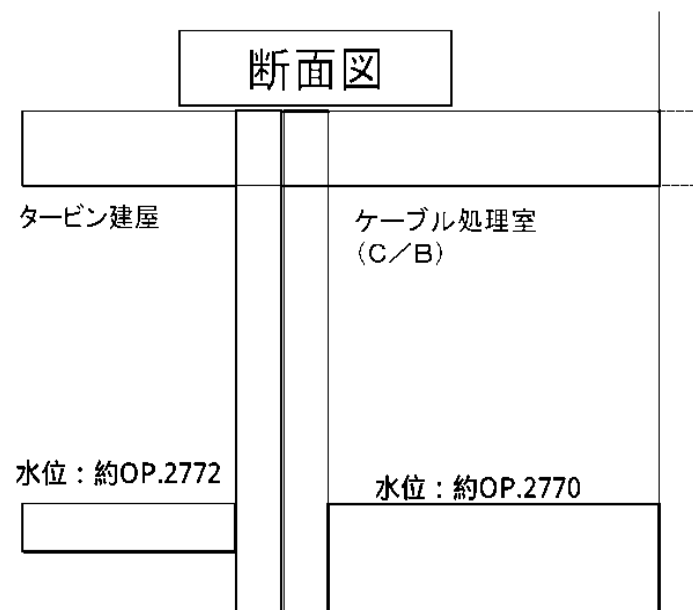 断面図
タービン建屋
ケーブル処理室
（C／B）
水位：約OP.2772
水位：約OP.2770